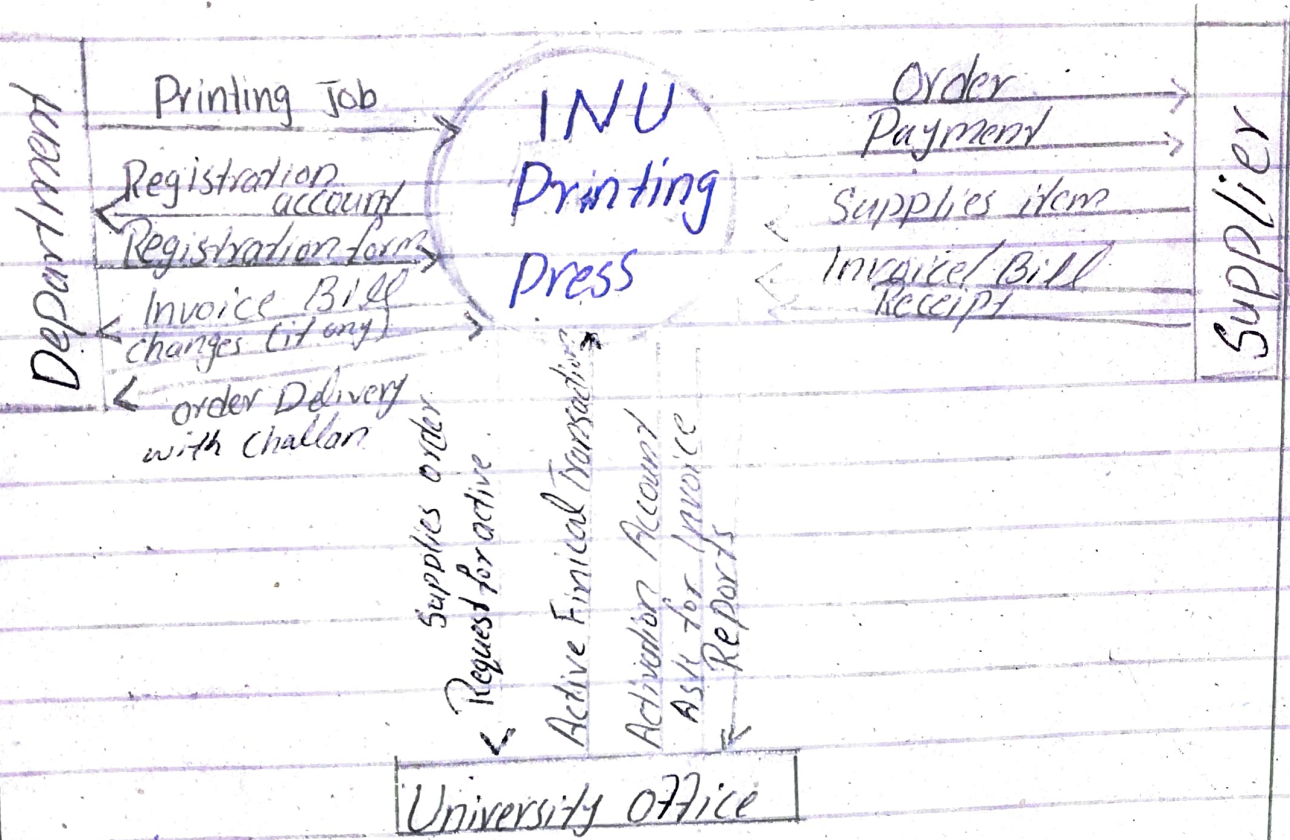 Department
Printing Job
Registration
account
Registration form
Invoice Bill
changes (if any)
order Delivery
with challan
INU
Printing
Press
Order
Payment
Supplies item
Invoice/Bill
Receipt
Supplier
Supplies order
Request for active
Active Finical Transaction
Activation Account
Ask for Invoice
Reports
University office